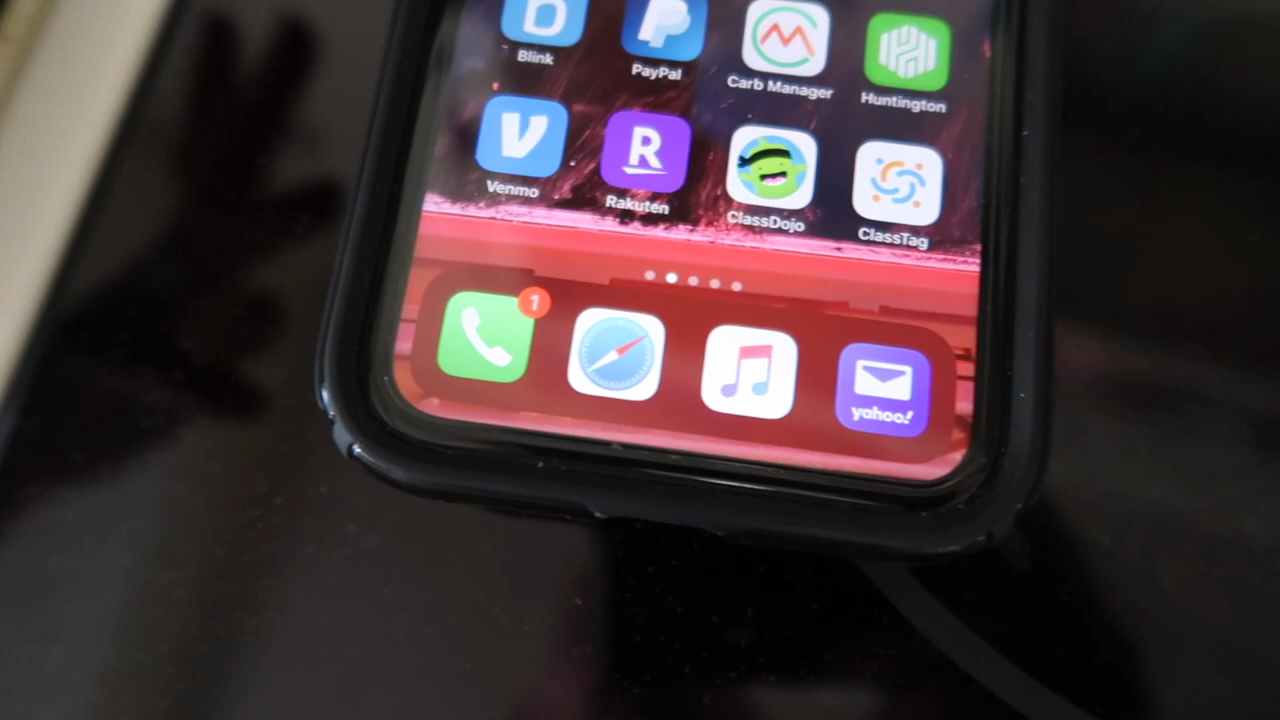 Blink PayPal Carb Manager Huntington
R
Venmo Rakuten ClassDojo ClassTag
1
yahoo!